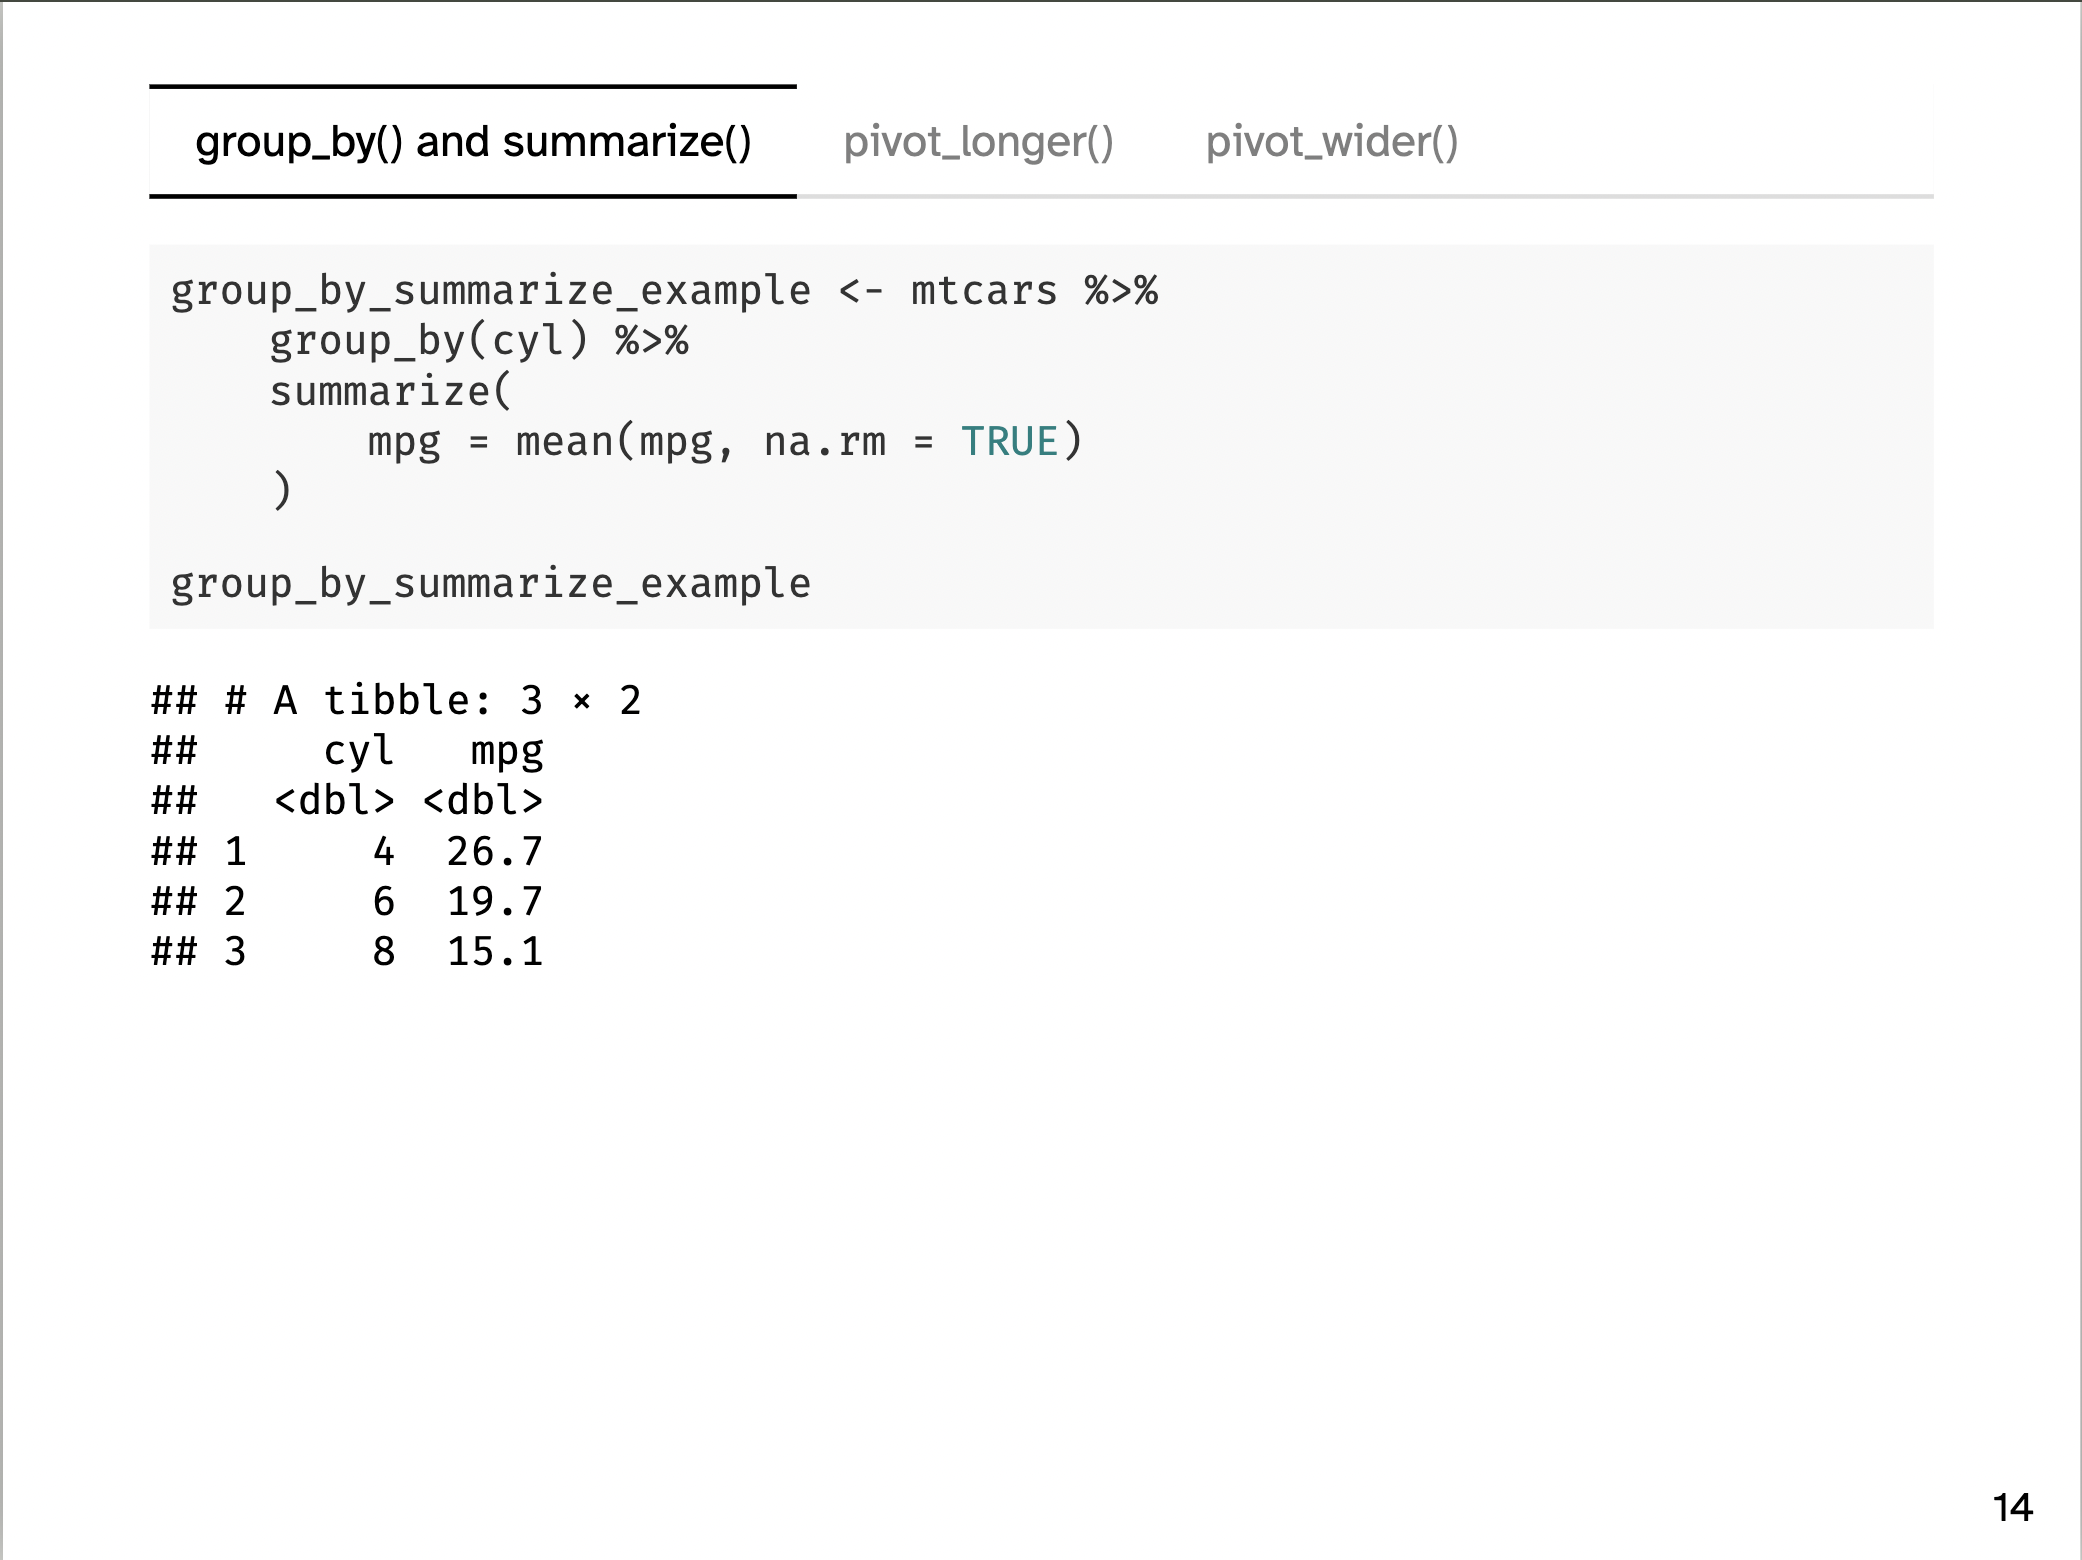 group_by() and summarize() pivot_longer() pivot_wider()
group_by_summarize_example <- mtcars %>%
    group_by(cyl) %>%
    summarize(
        mpg = mean(mpg, na.rm = TRUE)
    )
group_by_summarize_example
## # A tibble: 3 × 2
##     cyl   mpg
##   <dbl> <dbl>
## 1     4  26.7
## 2     6  19.7
## 3     8  15.1
14